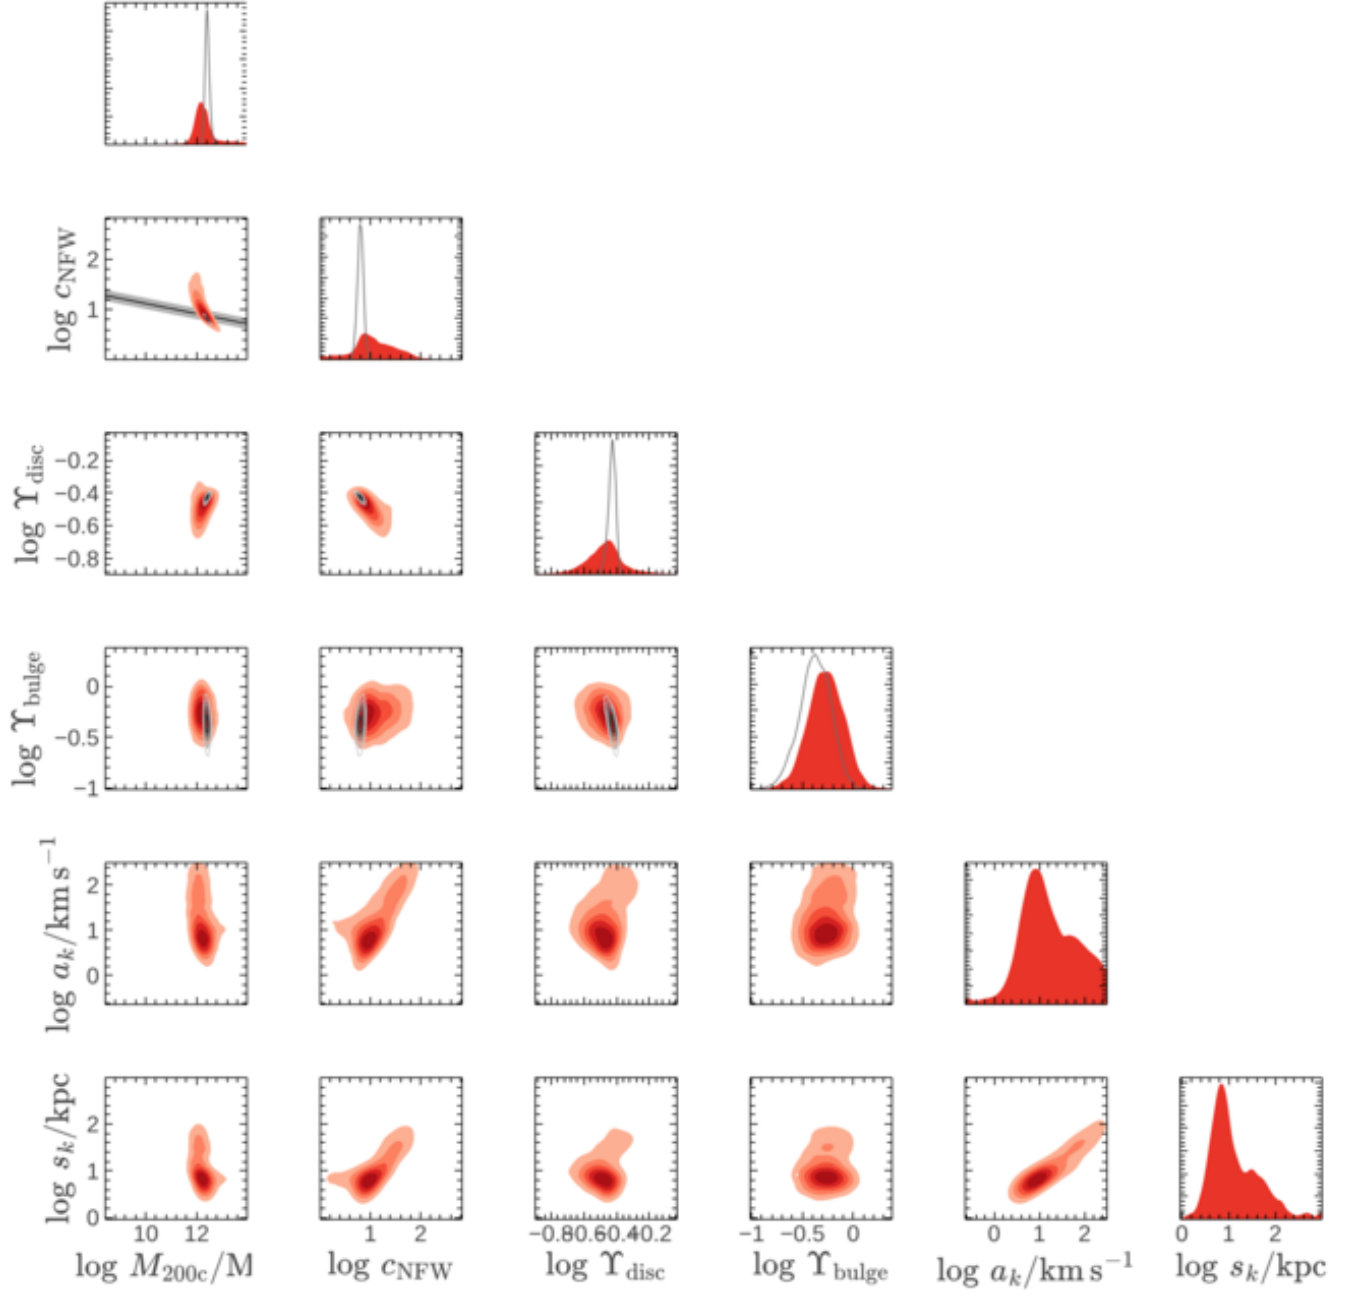 log c_NFW
2
1
log ϒ_disc
−0.2
−0.4
−0.6
−0.8
log ϒ_bulge
0
−0.5
−1
log a_k/km s^−1
2
1
0
log s_k/kpc
2
1
0
10 12
1 2
−0.8 −0.6 −0.4 −0.2
−1 −0.5 0
0 1 2
0 1 2
log M_200c/M
log c_NFW
log ϒ_disc
log ϒ_bulge
log a_k/km s^−1
log s_k/kpc